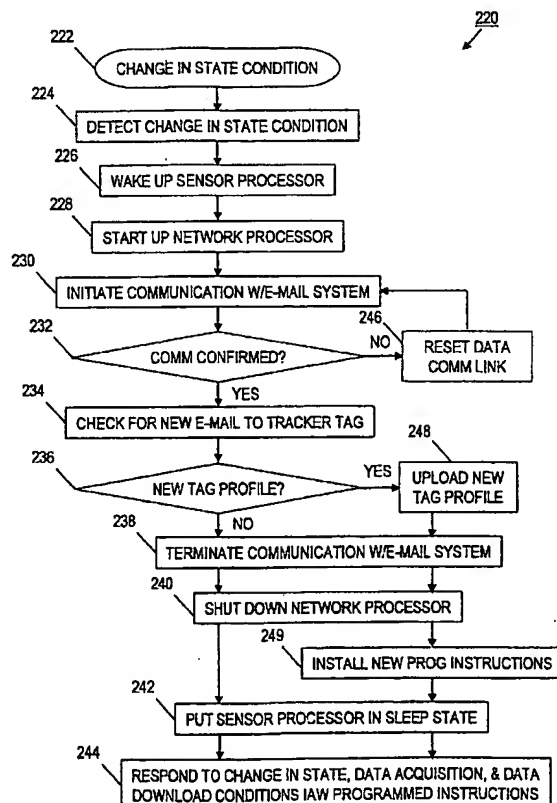 220
222
CHANGE IN STATE CONDITION
224
DETECT CHANGE IN STATE CONDITION
226
WAKE UP SENSOR PROCESSOR
228
START UP NETWORK PROCESSOR
230
INITIATE COMMUNICATION W/E-MAIL SYSTEM
232
COMM CONFIRMED?
NO
246
RESET DATA
COMM LINK
YES
234
CHECK FOR NEW E-MAIL TO TRACKER TAG
236
NEW TAG PROFILE?
YES
248
UPLOAD NEW
TAG PROFILE
NO
238
TERMINATE COMMUNICATION W/E-MAIL SYSTEM
240
SHUT DOWN NETWORK PROCESSOR
249
INSTALL NEW PROG INSTRUCTIONS
242
PUT SENSOR PROCESSOR IN SLEEP STATE
244
RESPOND TO CHANGE IN STATE, DATA ACQUISITION, & DATA
DOWNLOAD CONDITIONS IAW PROGRAMMED INSTRUCTIONS